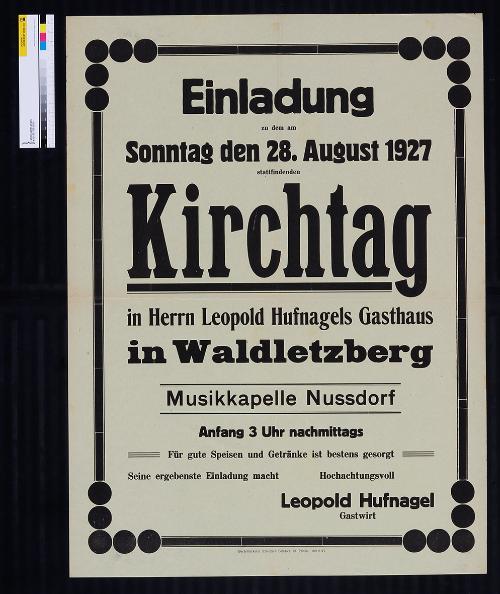 Einladung
zu dem am
Sonntag den 28. August 1927
stattfindenden
Kirchtag
in Herrn Leopold Hufnagels Gasthaus
in Waldletzberg
Musikkapelle Nussdorf
Anfang 3 Uhr nachmittags
Für gute Speisen und Getränke ist bestens gesorgt
Seine ergebenste Einladung macht Hochachtungsvoll
Leopold Hufnagel
Gastwirt